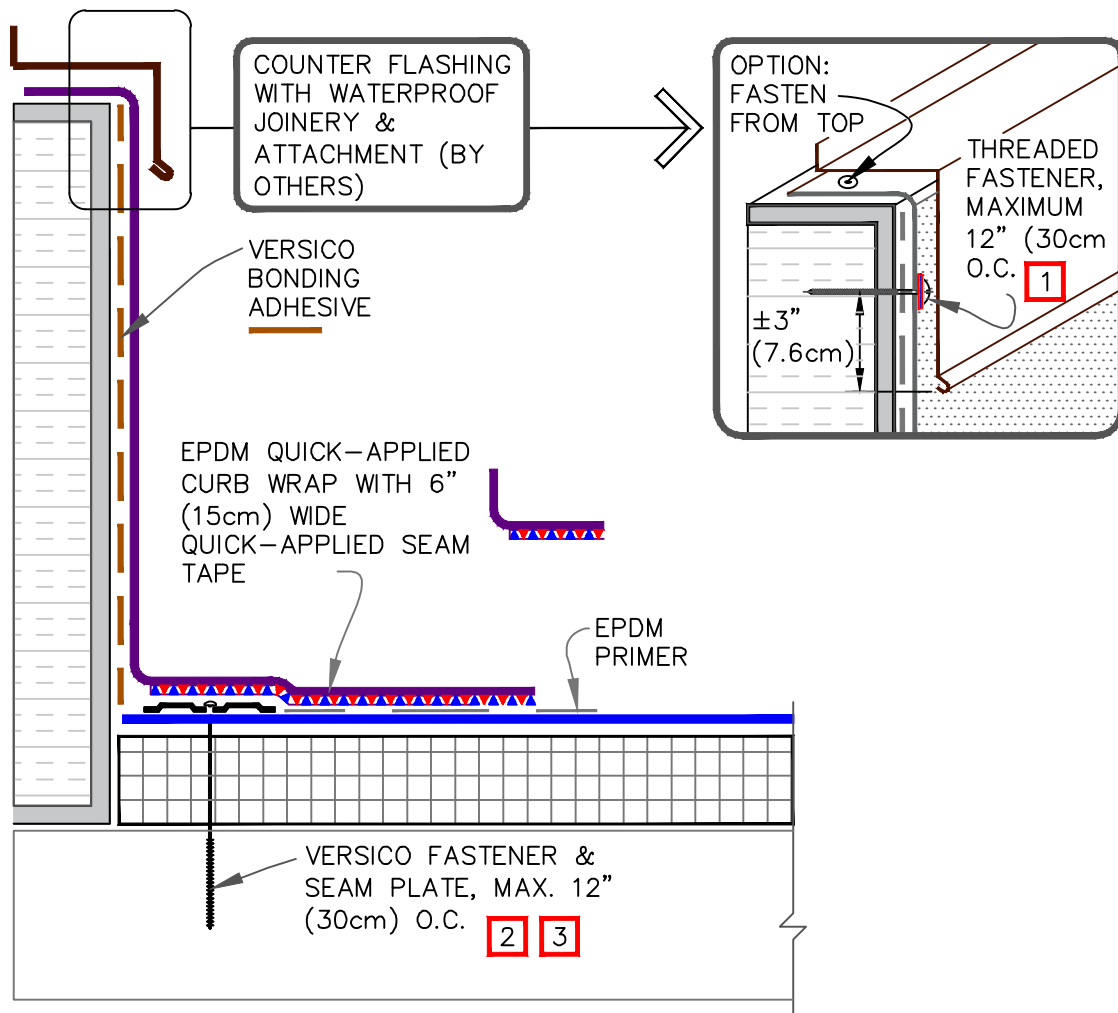 COUNTER FLASHING
WITH WATERPROOF
JOINERY &
ATTACHMENT (BY
OTHERS)
OPTION:
FASTEN
FROM TOP
THREADED
FASTENER,
MAXIMUM
12" (30cm
O.C. 1
±3"
(7.6cm)
VERSICO
BONDING
ADHESIVE
EPDM QUICK-APPLIED
CURB WRAP WITH 6"
(15cm) WIDE
QUICK-APPLIED SEAM
TAPE
EPDM
PRIMER
VERSICO FASTENER &
SEAM PLATE, MAX. 12"
(30cm) O.C. 2 3